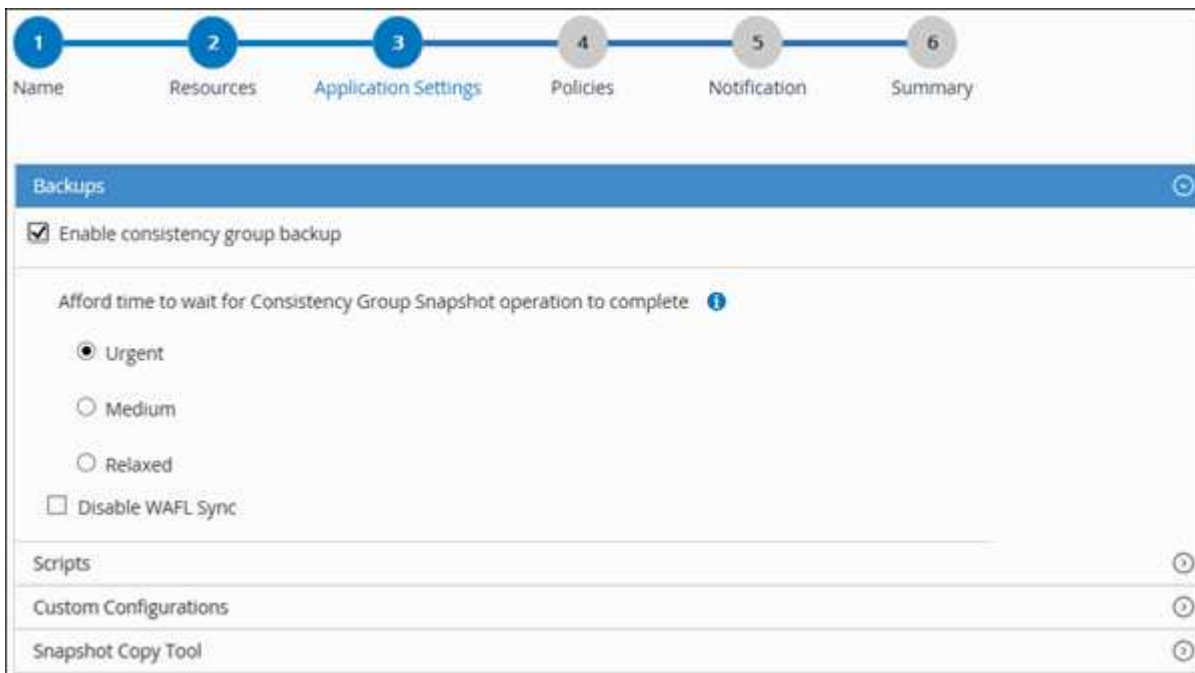 1 2 3 4 5 6
Name Resources Application Settings Policies Notification Summary
Backups
Enable consistency group backup
Afford time to wait for Consistency Group Snapshot operation to complete
Urgent
Medium
Relaxed
Disable WAFL Sync
Scripts
Custom Configurations
Snapshot Copy Tool